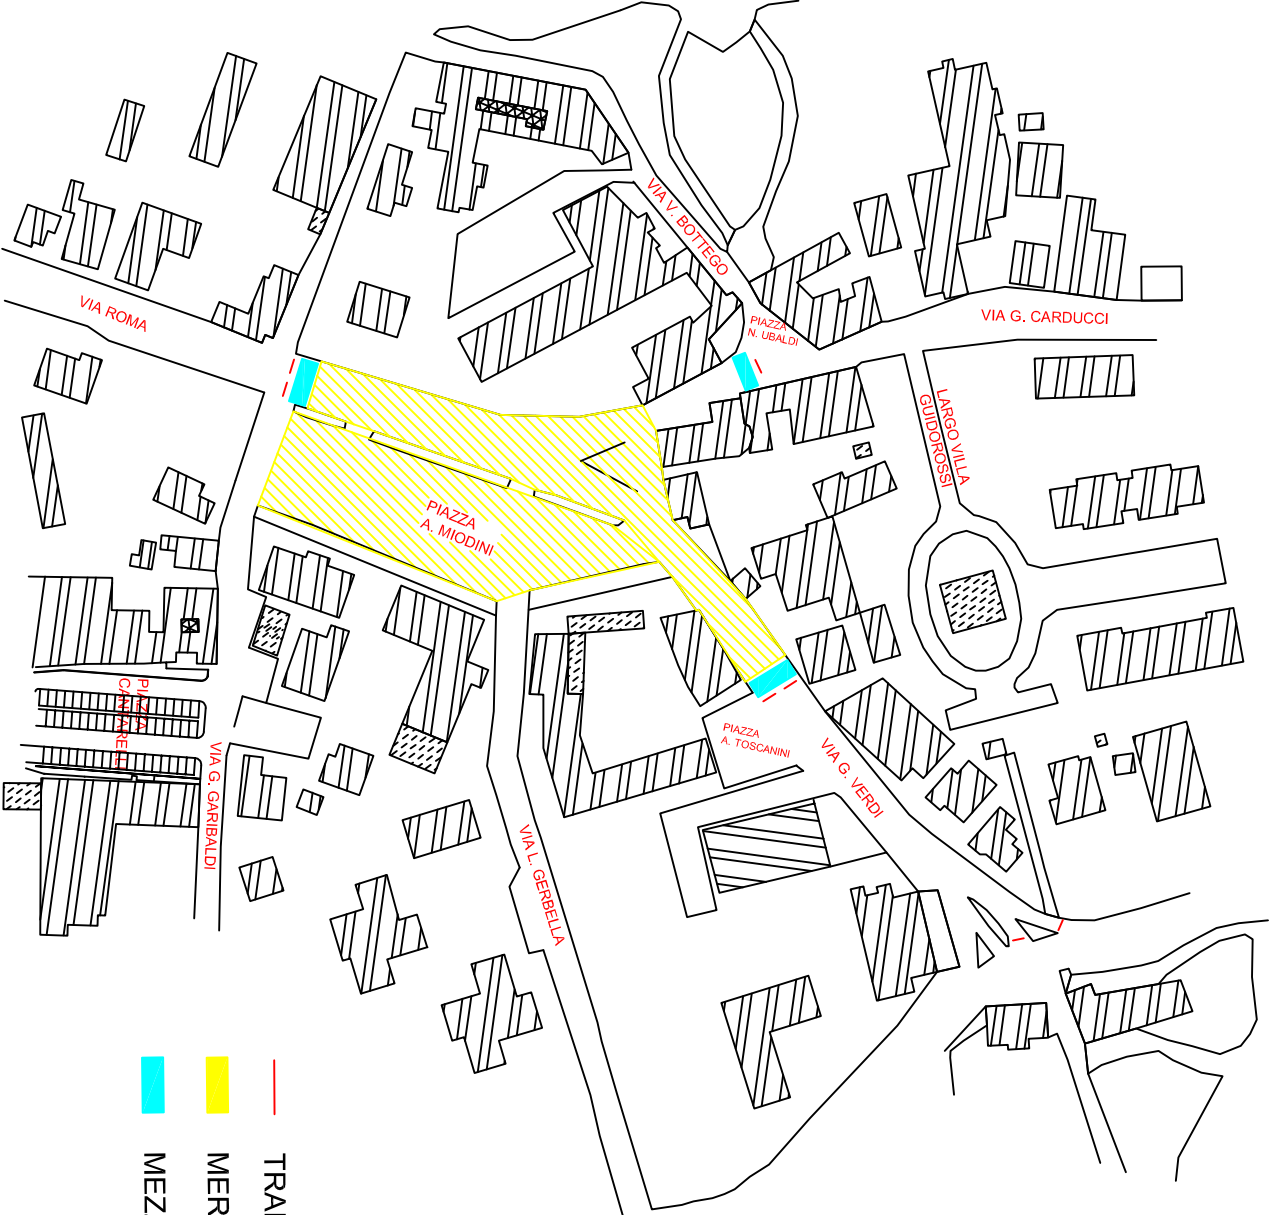 VIA V. BOTTEGO
VIA ROMA
PIAZZA
N. UBALDI
VIA G. CARDUCCI
LARGO VILLA
GUIDOROSSI
PIAZZA
A. MIODINI
PIAZZA
VIA G. GARIBALDI
PIAZZA
A. TOSCANINI
VIA G. VERDI
VIA L. GERBELLA
TRA
MER
MEZ